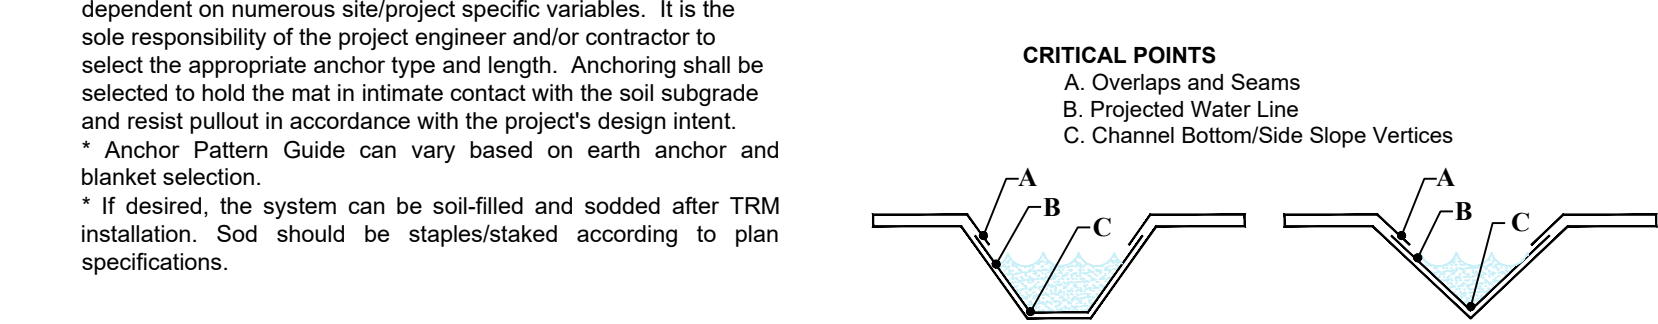 dependent on numerous site/project specific variables.  It is the
sole responsibility of the project engineer and/or contractor to
select the appropriate anchor type and length.  Anchoring shall be
selected to hold the mat in intimate contact with the soil subgrade
and resist pullout in accordance with the project's design intent.
* Anchor Pattern Guide can vary based on earth anchor and
blanket selection.
* If desired, the system can be soil-filled and sodded after TRM
installation. Sod should be staples/staked according to plan
specifications.
CRITICAL POINTS
A. Overlaps and Seams
B. Projected Water Line
C. Channel Bottom/Side Slope Vertices
A
B
C
A
B
C